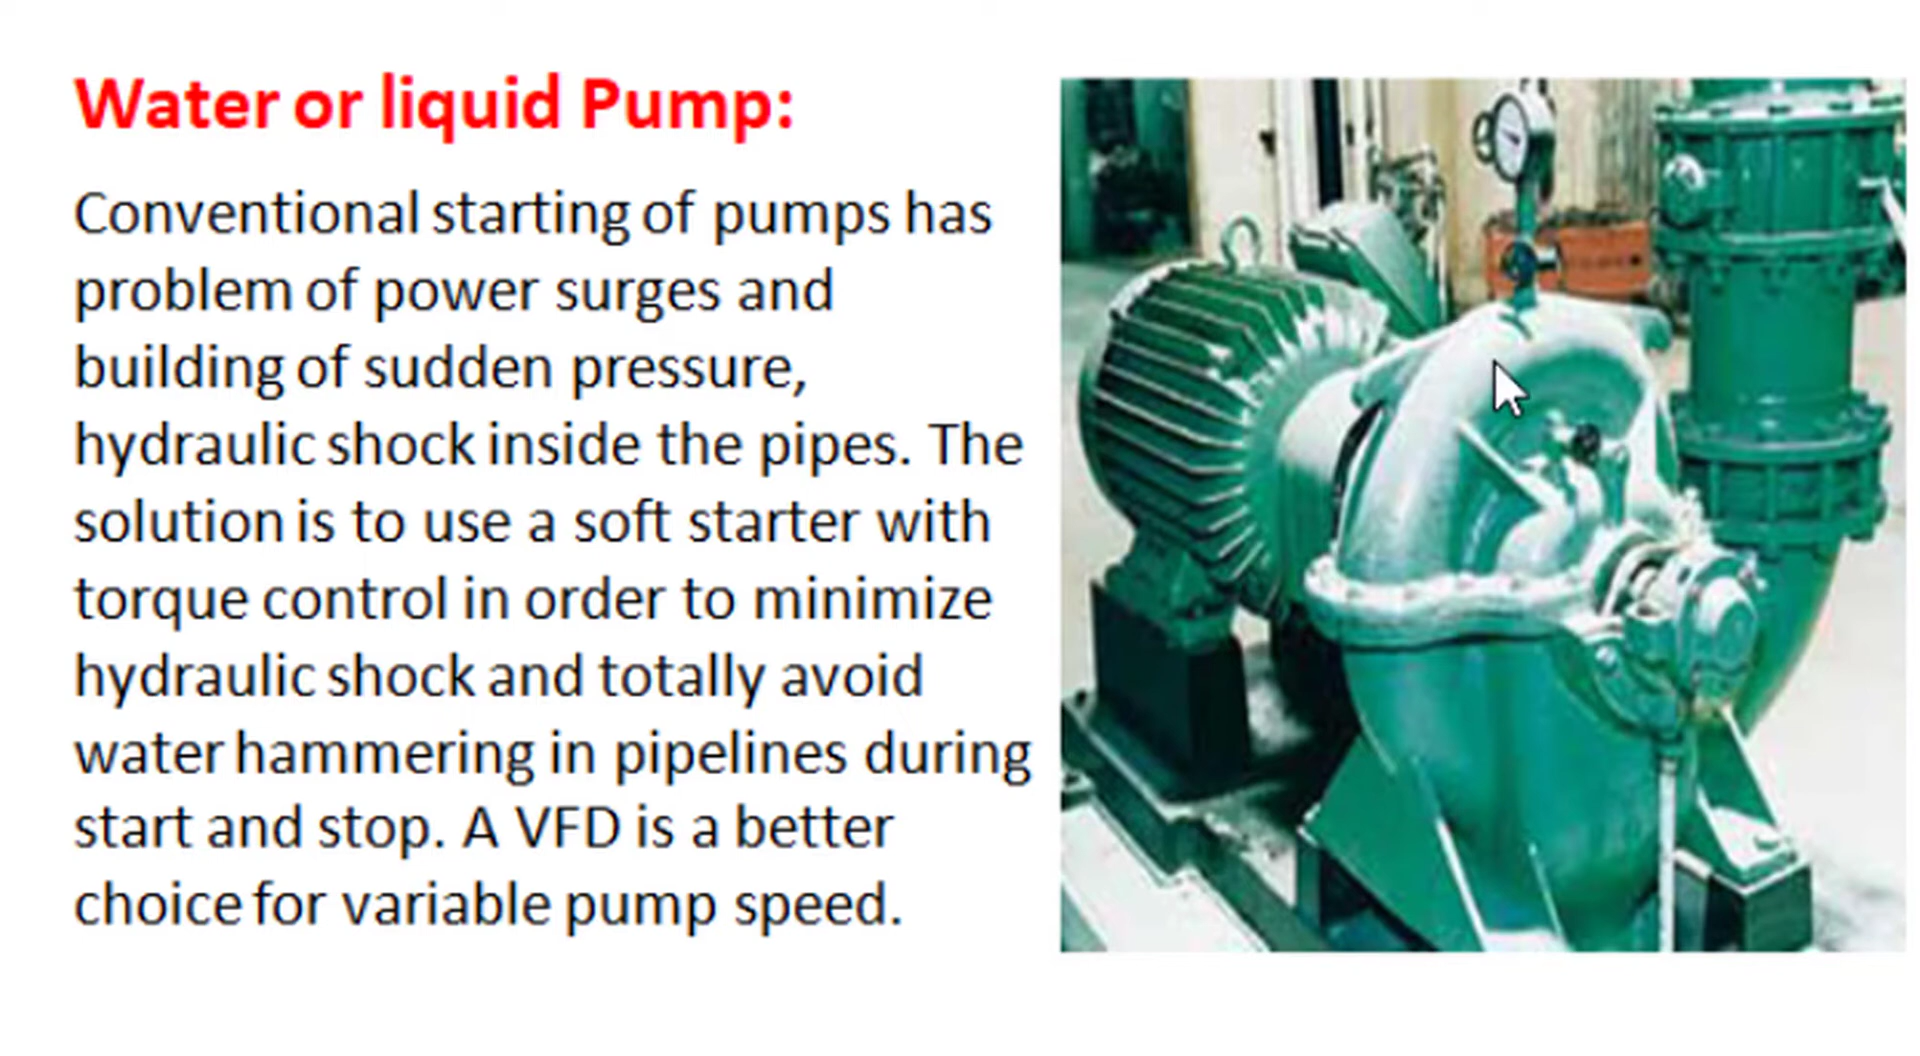 Water or liquid Pump:
Conventional starting of pumps has
problem of power surges and
building of sudden pressure,
hydraulic shock inside the pipes. The
solution is to use a soft starter with
torque control in order to minimize
hydraulic shock and totally avoid
water hammering in pipelines during
start and stop. A VFD is a better
choice for variable pump speed.